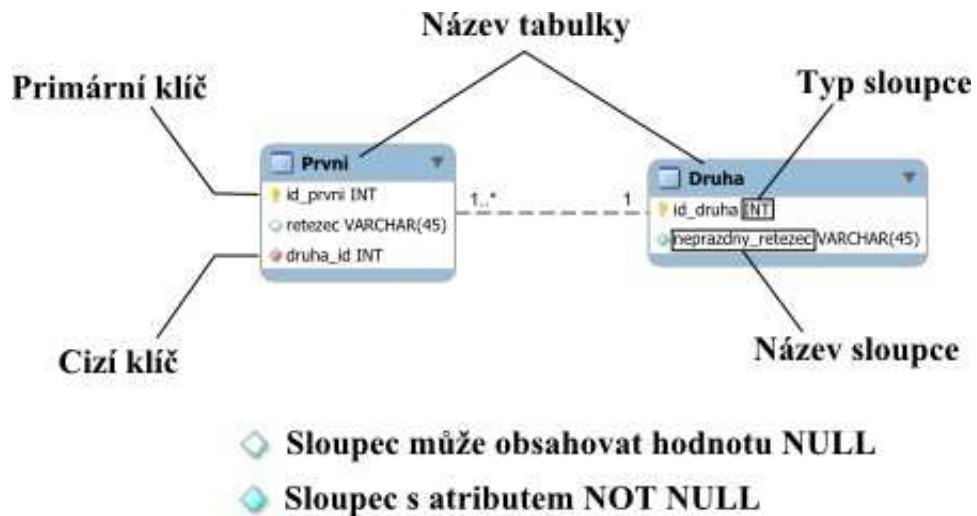 Název tabulky
Primární klíč
Typ sloupce
Prvni
Druha
id_prvni INT
1..*
1
id_druha INT
retezec VARCHAR(45)
neprazdny_retezec VARCHAR(45)
druha_id INT
Cizí klíč
Název sloupce
Sloupec může obsahovat hodnotu NULL
Sloupec s atributem NOT NULL